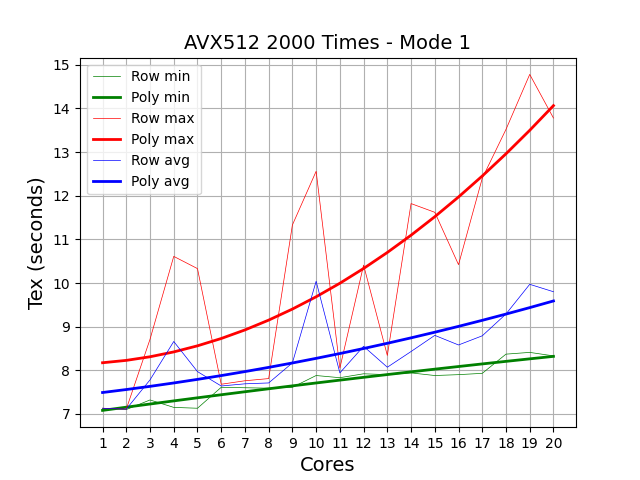 AVX512 2000 Times - Mode 1
Tex (seconds)
15
14
13
12
11
10
9
8
7
Row min
Poly min
Row max
Poly max
Row avg
Poly avg
1 2 3 4 5 6 7 8 9 10 11 12 13 14 15 16 17 18 19 20
Cores